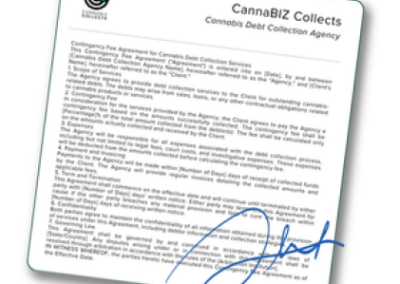 CANNABIZ
COLLECTS
CannaBIZ Collects
Cannabis Debt Collection Agency
Contingency Fee Agreement for Cannabis Debt Collection Services
This Contingency Fee Agreement ("Agreement") is entered into on [Date], by and between
[Cannabis Debt Collection Agency Name], hereinafter referred to as the "Agency," and [Client's
Name], hereinafter referred to as the "Client."
1 Scope of Services
The Agency agrees to provide debt collection services to the Client for outstanding cannabis-
related debts. The debts may arise from sales, loans, or any other contractual obligations related
to cannabis products or services.
2 Contingency Fee
In consideration for the services provided by the Agency, the Client agrees to pay the Agency a
contingency fee based on the amounts successfully collected. The contingency fee shall be
[Percentage]% of the total amount collected from the debtor(s). The fee shall be calculated only
on the amounts actually collected and received by the Client.
3. Expenses
The Agency will be responsible for all expenses associated with the debt collection process,
including but not limited to legal fees, court costs, and investigative expenses. These expenses
will be deducted from the amounts collected before calculating the contingency fee.
4. Payment and Invoicing
Payments to the Agency will be made within [Number of Days] days of receipt of collected funds
by the Client. The Agency will provide regular invoices detailing the collected amounts and
applicable fees.
5. Term and Termination
This Agreement shall commence on the effective date and will continue until terminated by either
party with [Number of Days] days' written notice. Either party may terminate this Agreement for
cause if the other party breaches any material provision and fails to cure the breach within
[Number of Days] days of receiving written notice.
6. Confidentiality
Both parties agree to maintain the confidentiality of all information obtained during the provision
of services under this Agreement, including debtor information and collection strategies.
7 Governing Law
This Agreement shall be governed by and construed in accordance with the laws of
[State/Country]. Any disputes arising under or in connection with this Agreement shall be
resolved through arbitration in accordance with the rules of the [Arbitration Institution].
IN WITNESS WHEREOF, the parties hereto have executed this Contingency Fee Agreement as of
the Effective Date.